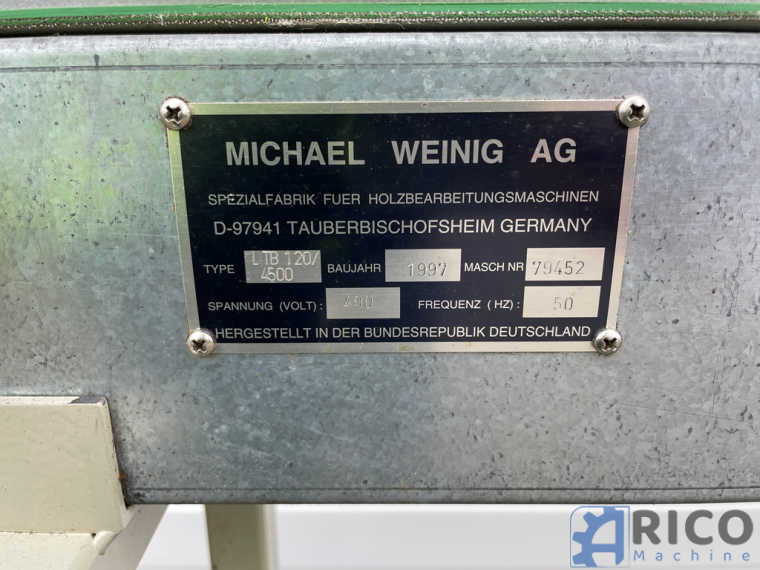 MICHAEL WEINIG AG
SPEZIALFABRIK FUER HOLZBEARBEITUNGSMASCHINEN
D-97941 TAUBERBISCHOFSHEIM GERMANY
TYPE LTB 120/4500 BAUJAHR 1997 MASCH NR 79452
SPANNUNG (VOLT): 400 FREQUENZ (HZ): 50
HERGESTELLT IN DER BUNDESREPUBLIK DEUTSCHLAND
ARICO
Machine